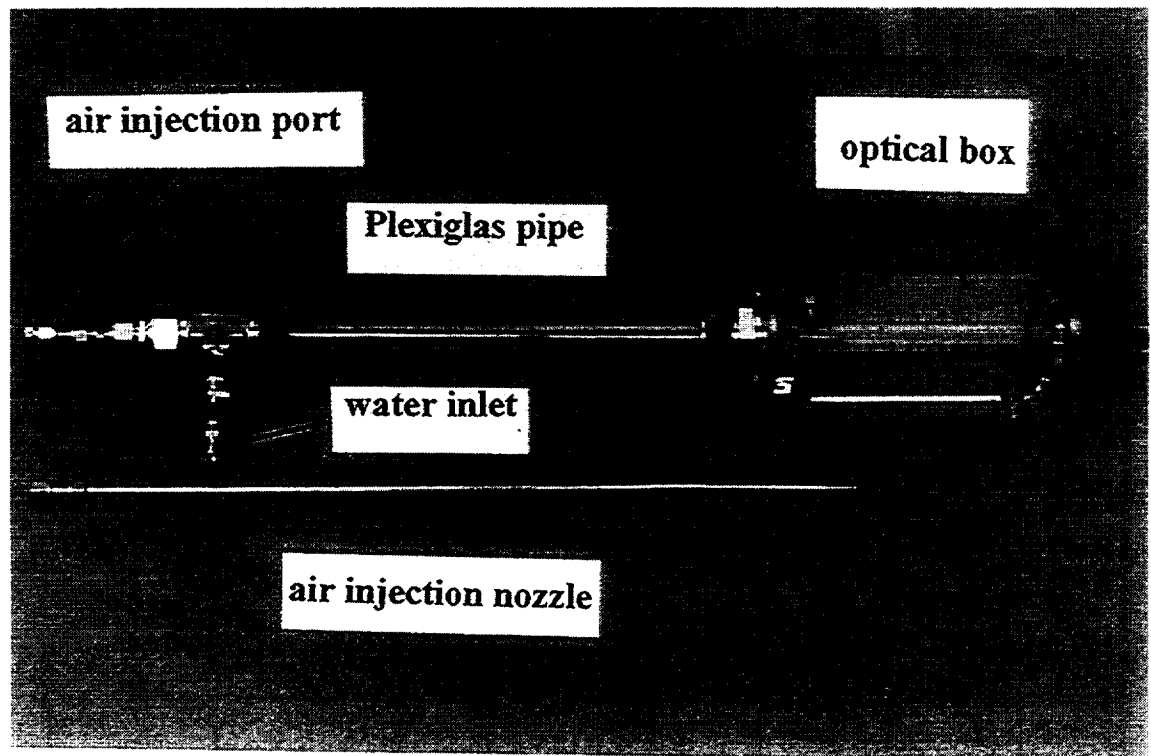 air injection port
optical box
Plexiglas pipe
water inlet
air injection nozzle